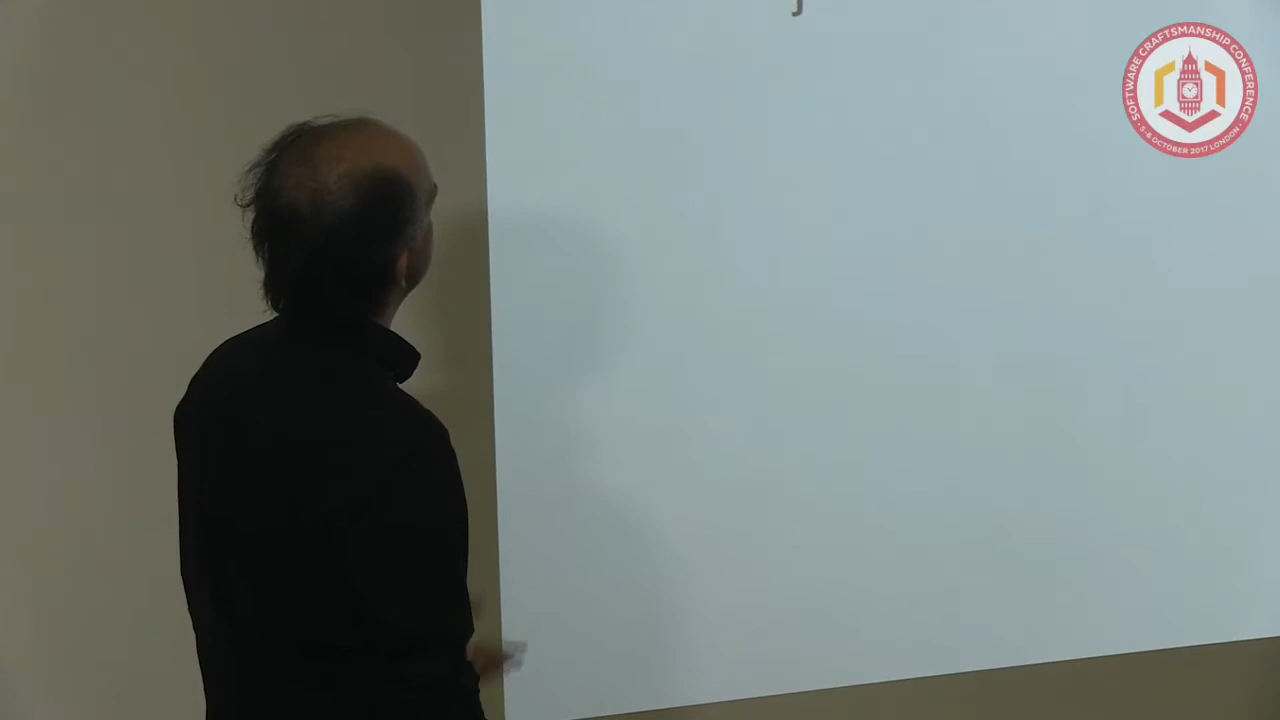 SOFTWARE CRAFTSMANSHIP CONFERENCE
• 5-6 OCTOBER 2017 LONDON •